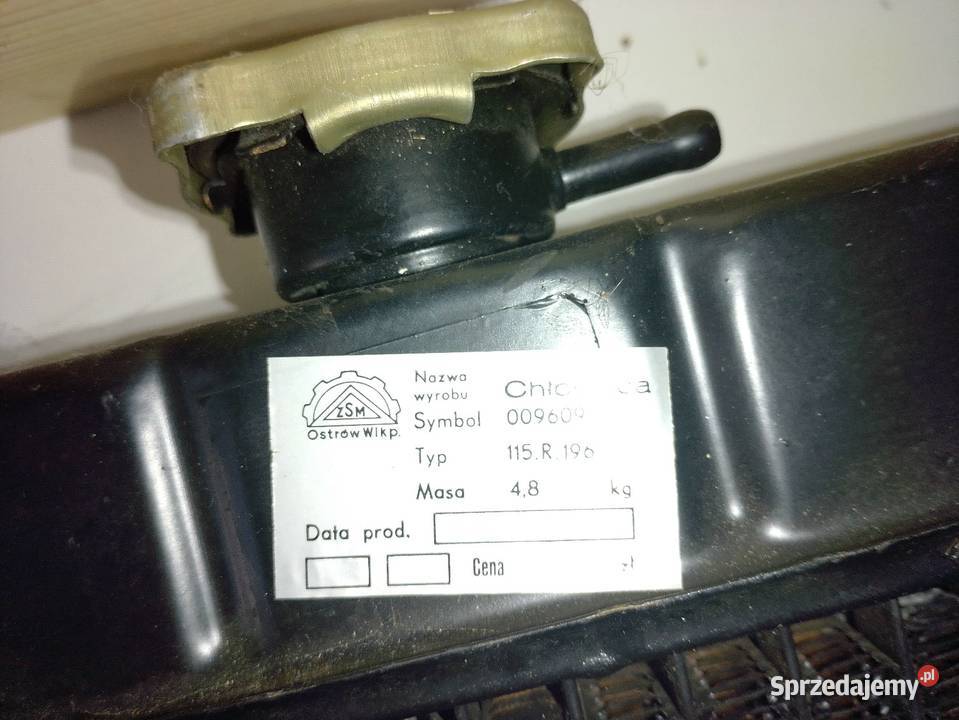 ZSM
Ostrów Wlkp.
Nazwa
wyrobu
Symbol 009609
Typ 115.R.196
Masa 4,8 kg
Data prod.
Cena zł
Sprzedajemy.pl